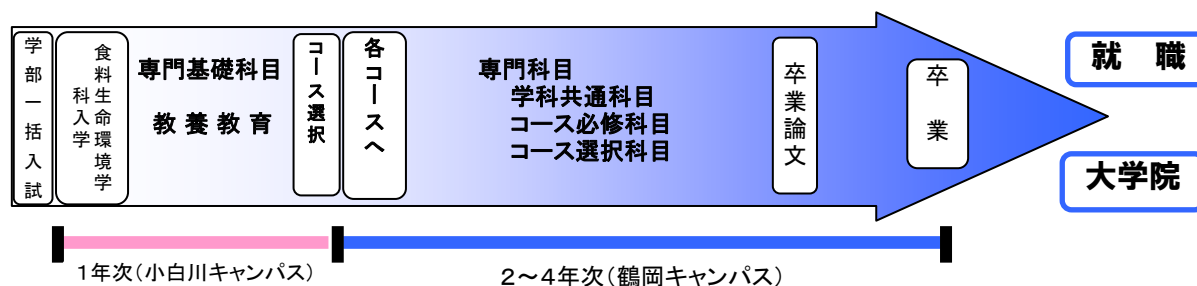 学部一括入試
食料生命環境学
科入学
専門基礎科目
教養教育
コース選択
各コースへ
専門科目
学科共通科目
コース必修科目
コース選択科目
卒業論文
卒業
就職
大学院
1年次(小白川キャンパス)
2~4年次(鶴岡キャンパス)